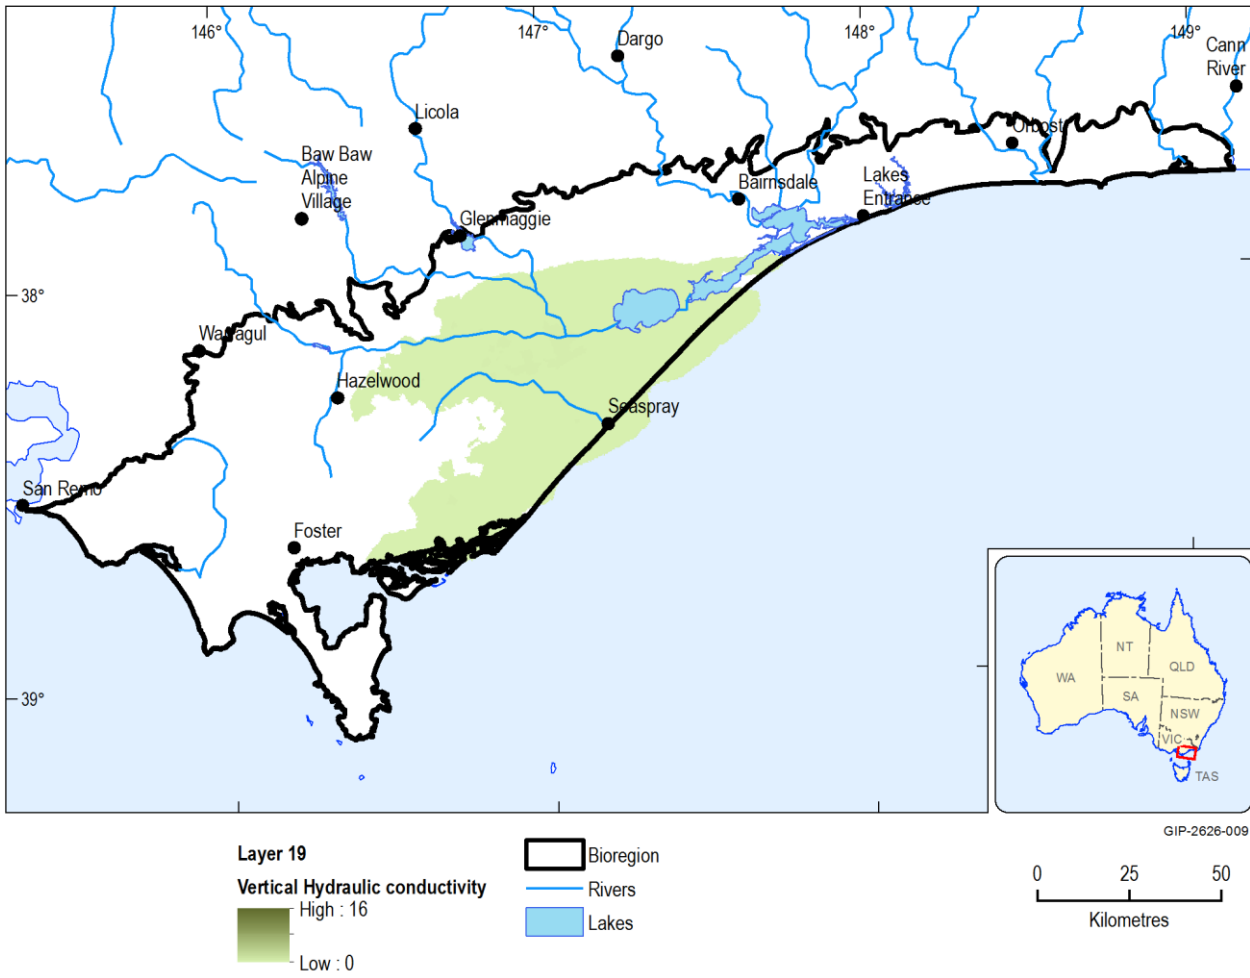 146°
147°
148°
149°
Dargo
Cann
River
Licola
Orbost
Baw Baw
Alpine
Village
Bairnsdale
Lakes
Entrance
Glenmaggie
38°
Warragul
Hazelwood
Seaspray
San Remo
Foster
39°
NT
QLD
WA
SA
NSW
VIC
TAS
GIP-2626-009
Layer 19
Vertical Hydraulic conductivity
High : 16
Low : 0
Bioregion
Rivers
Lakes
0 25 50
Kilometres